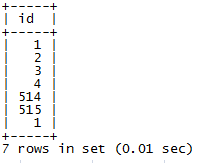 +-----+
| id  |
+-----+
|   1 |
|   2 |
|   3 |
|   4 |
| 514 |
| 515 |
|   1 |
+-----+
7 rows in set (0.01 sec)